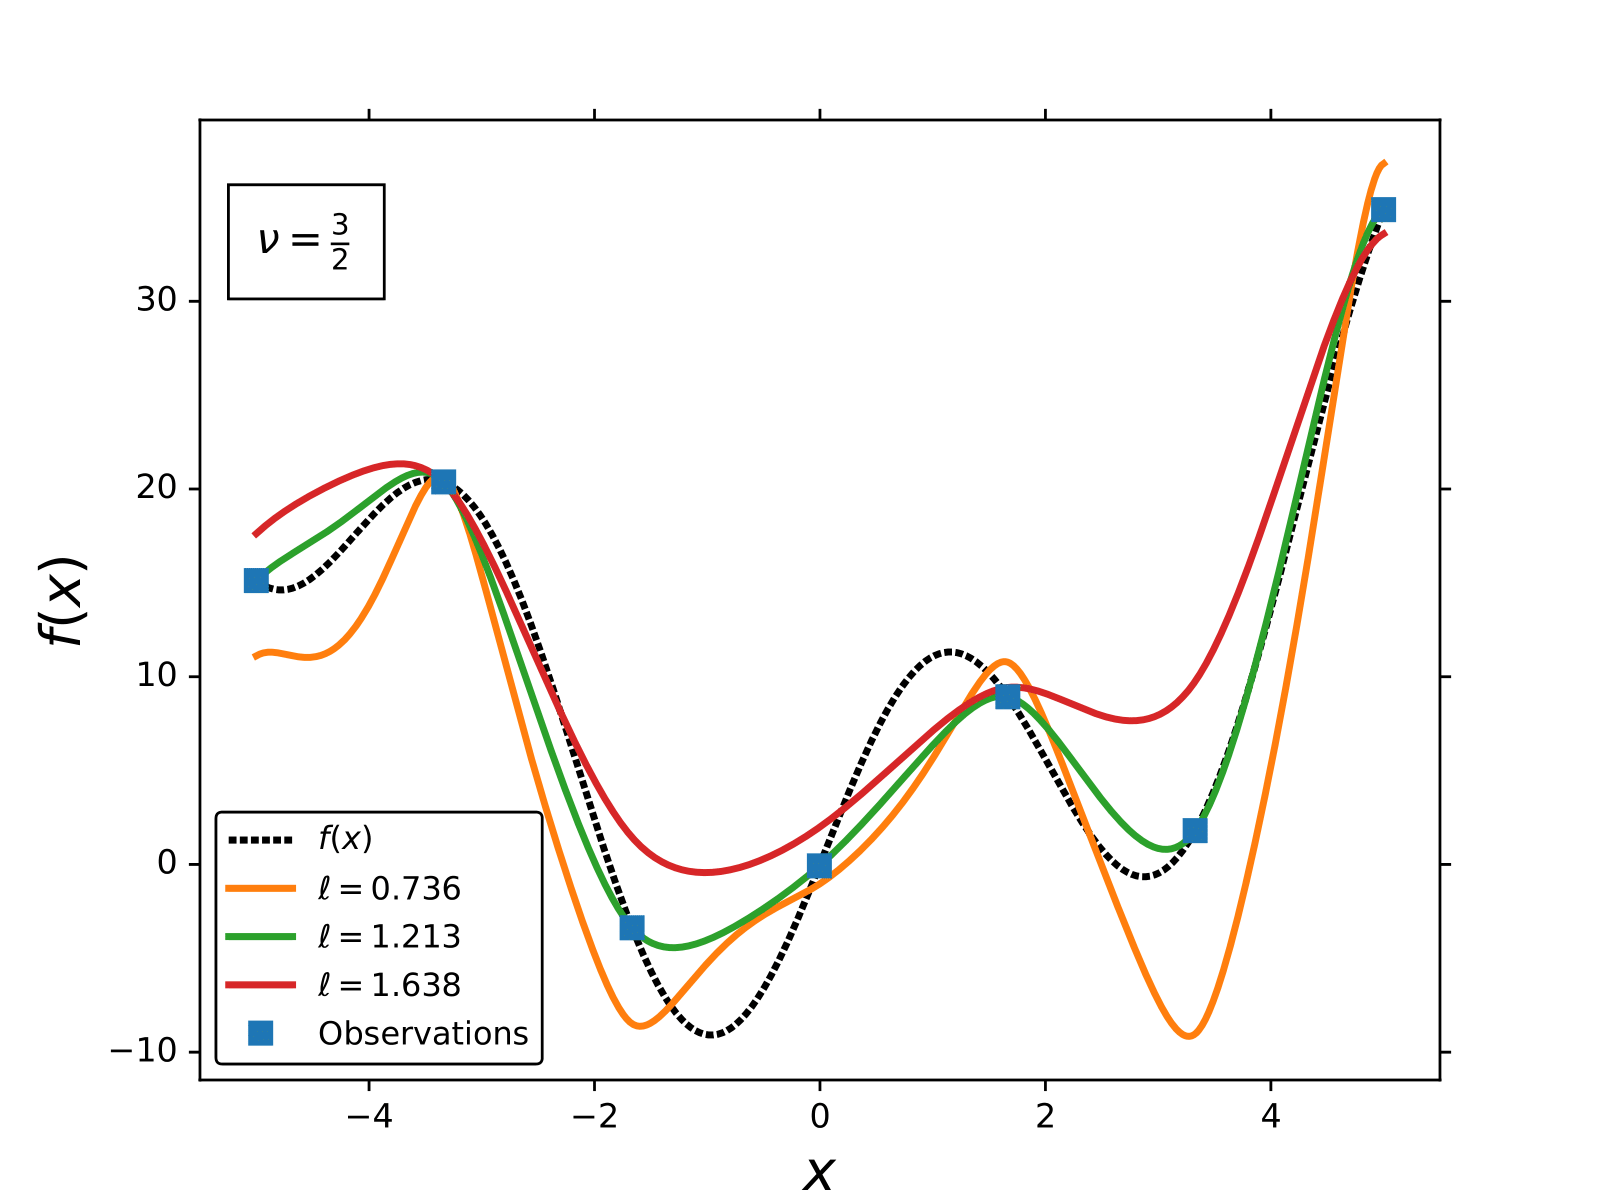 ν = 3/2
30
20
10
0
−10
f(x)
f(x)
ℓ = 0.736
ℓ = 1.213
ℓ = 1.638
Observations
−4 −2 0 2 4
x